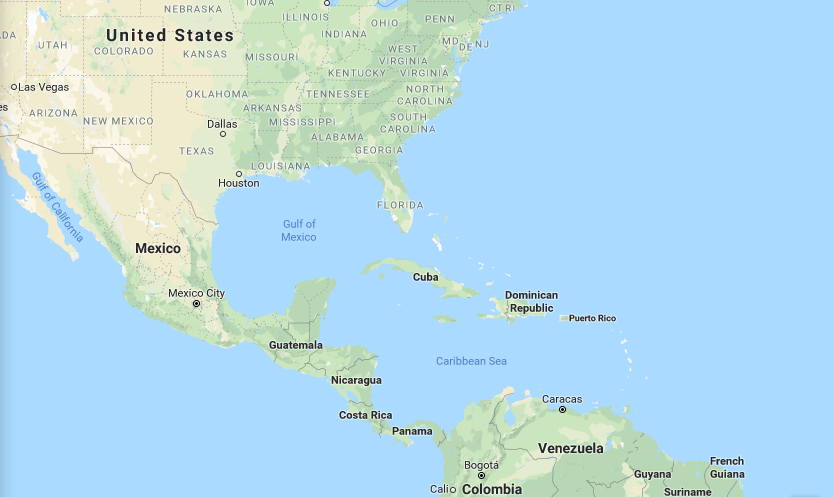 NEBRASKA
IOWA
ILLINOIS
OHIO
PENN
CTRI
UTAH
United States
COLORADO
KANSAS
MISSOURI
INDIANA
WEST
VIRGINIA
MD
DE
NJ
KENTUCKY
VIRGINIA
Las Vegas
OKLAHOMA
TENNESSEE
NORTH
CAROLINA
ARIZONA
NEW MEXICO
ARKANSAS
MISSISSIPPI
SOUTH
CAROLINA
Dallas
ALABAMA
TEXAS
GEORGIA
LOUISIANA
Houston
Gulf of California
FLORIDA
Gulf of
Mexico
Mexico
Cuba
Mexico City
Dominican
Republic
Puerto Rico
Guatemala
Caribbean Sea
Nicaragua
Caracas
Costa Rica
Panama
Venezuela
Bogotá
French
Guiana
Guyana
Cali
Colombia
Suriname